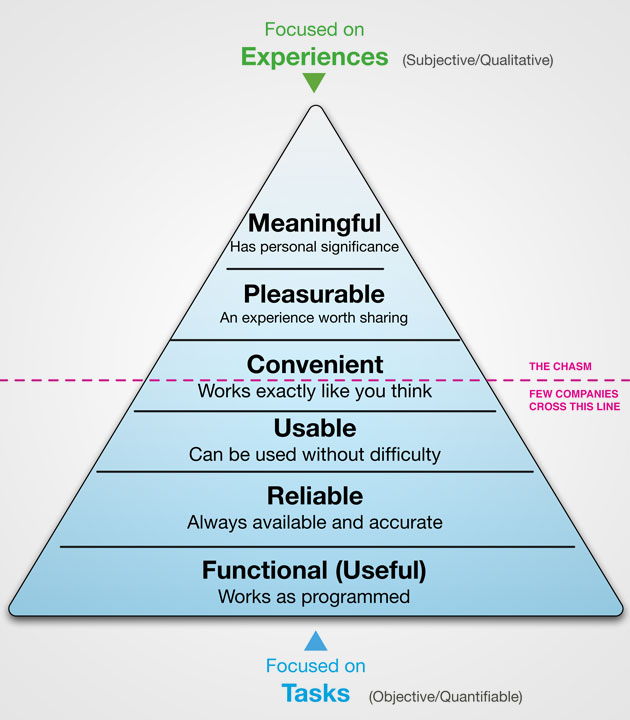 Focused on
Experiences (Subjective/Qualitative)
Meaningful
Has personal significance
Pleasurable
An experience worth sharing
Convenient
THE CHASM
Works exactly like you think
FEW COMPANIES
CROSS THIS LINE
Usable
Can be used without difficulty
Reliable
Always available and accurate
Functional (Useful)
Works as programmed
Focused on
Tasks (Objective/Quantifiable)